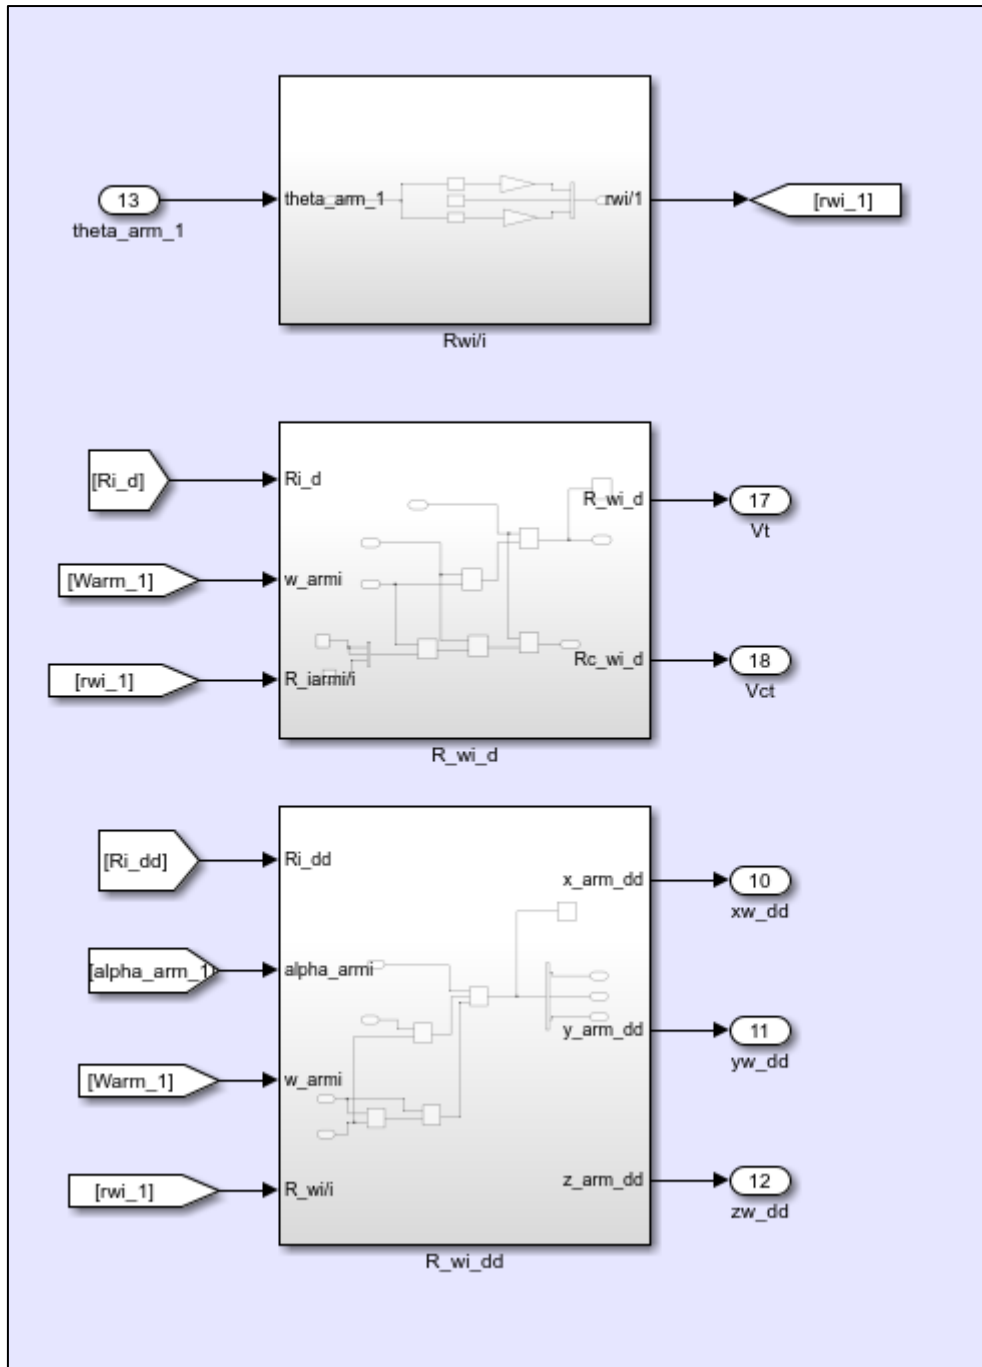 13
theta_arm_1
theta_arm_1
rwi/1
[rwi_1]
Rwi/i
[Ri_d]
Ri_d
R_wi_d
17
Vt
[Warm_1]
w_armi
[rwi_1]
R_iarmi/i
Rc_wi_d
18
Vct
R_wi_d
[Ri_dd]
Ri_dd
x_arm_dd
10
xw_dd
[alpha_arm_1]
alpha_armi
y_arm_dd
11
yw_dd
[Warm_1]
w_armi
[rwi_1]
R_wi/i
z_arm_dd
12
zw_dd
R_wi_dd